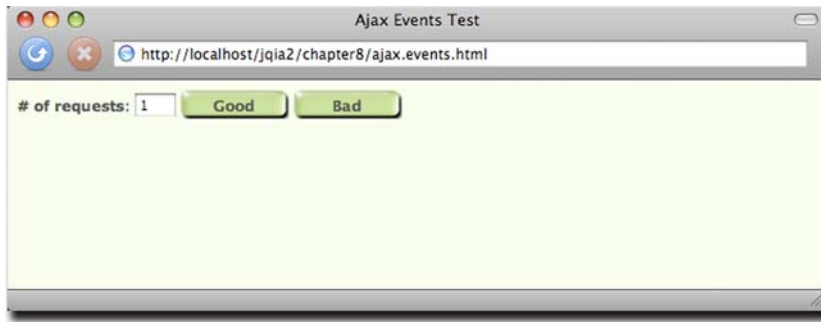 Ajax Events Test
http://localhost/jqia2/chapter8/ajax.events.html
# of requests: 1 Good Bad